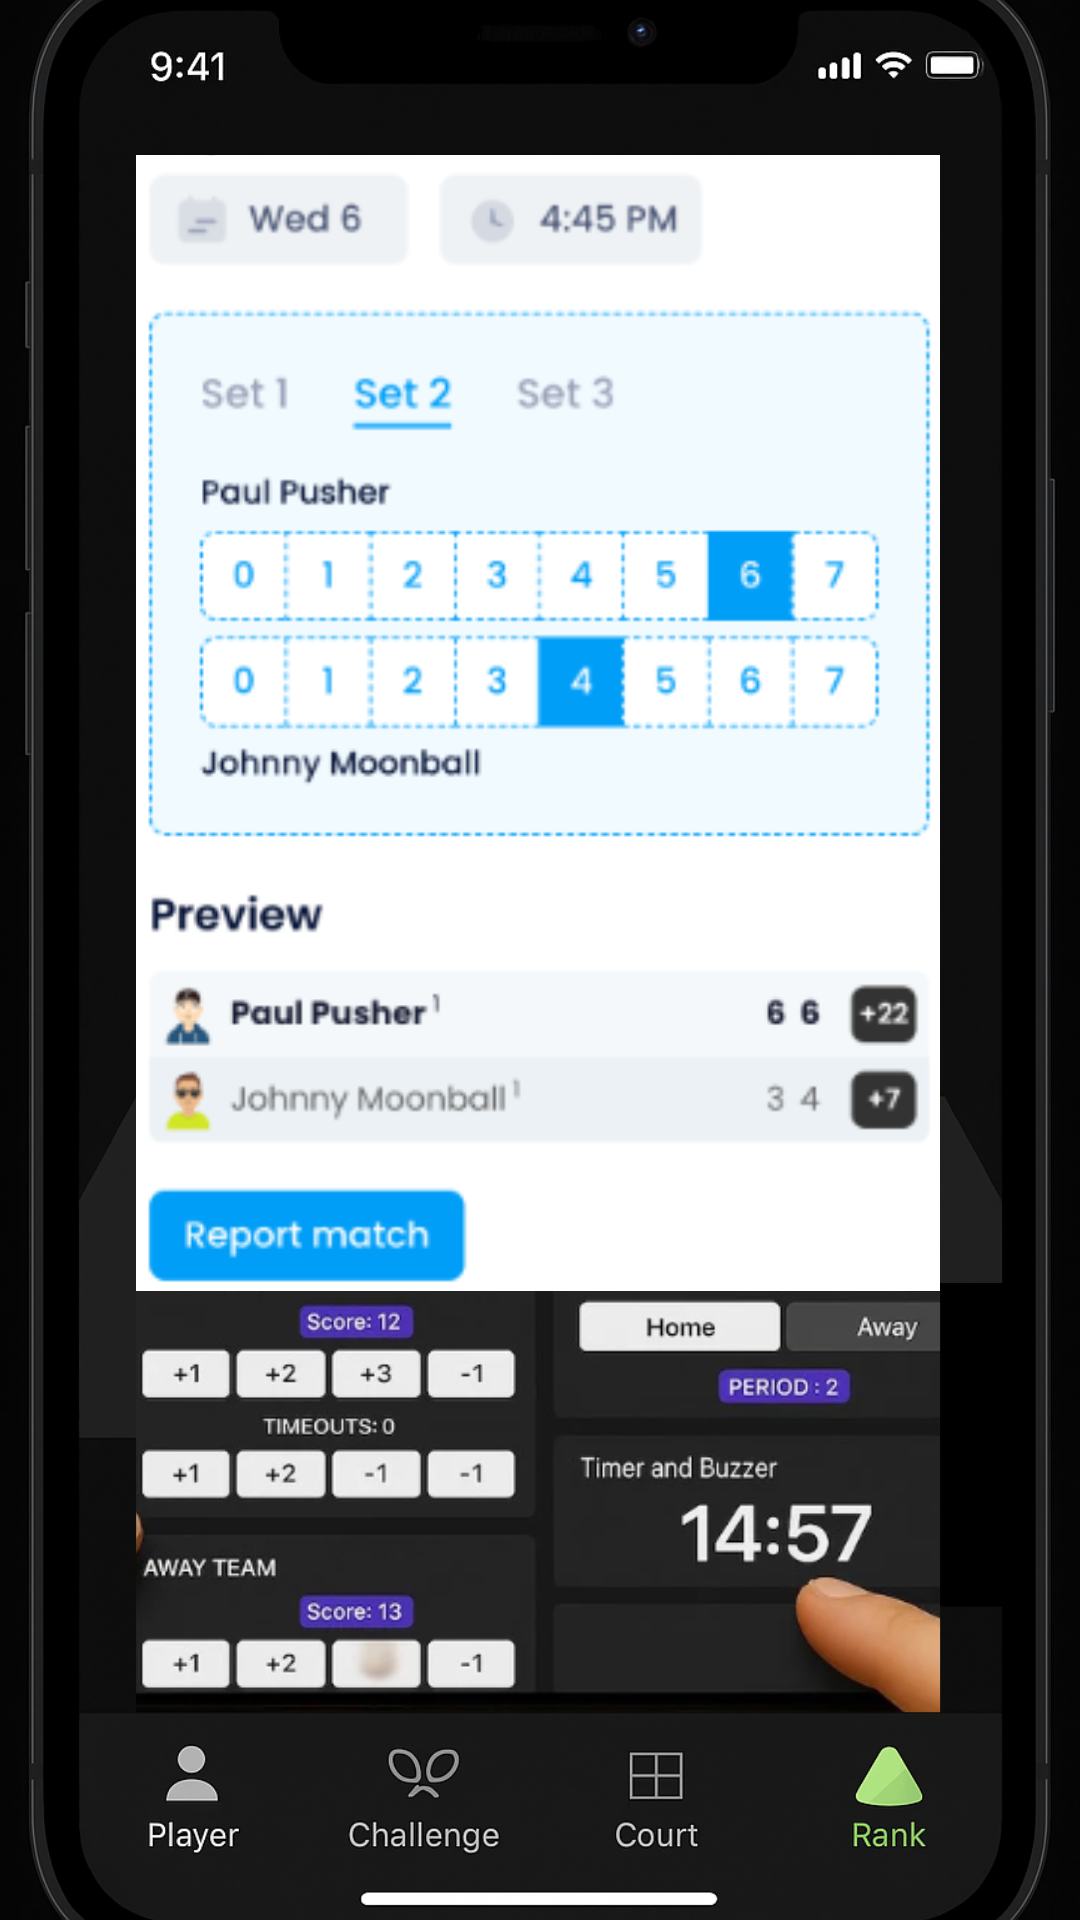 9:41
Wed 6
4:45 PM
Set 1 Set 2 Set 3
Paul Pusher
0 1 2 3 4 5 6 7
0 1 2 3 4 5 6 7
Johnny Moonball
Preview
Paul Pusher 1 6 6 +22
Johnny Moonball 1 3 4 +7
Report match
Score: 12
+1 +2 +3 -1
TIMEOUTS: 0
+1 +2 -1 -1
AWAY TEAM
Score: 13
+1 +2 -1
Home Away
PERIOD : 2
Timer and Buzzer
14:57
Player Challenge Court Rank